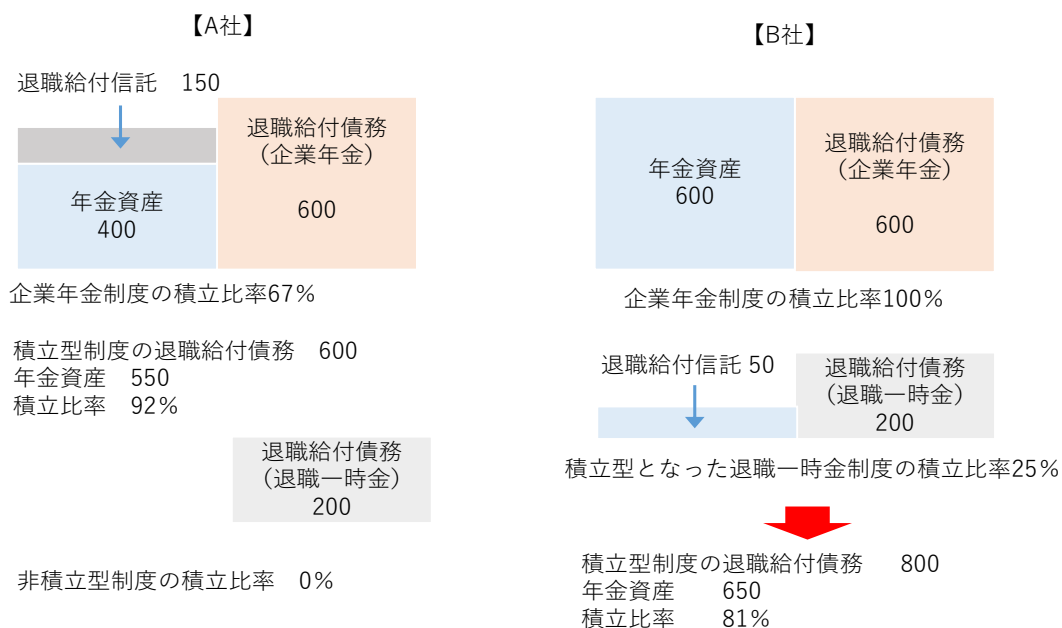 【A社】
退職給付信託　150
年金資産
400
退職給付債務
（企業年金）
600
企業年金制度の積立比率67%
積立型制度の退職給付債務　600
年金資産　550
積立比率　92%
退職給付債務
（退職一時金）
200
非積立型制度の積立比率　0%
【B社】
年金資産
600
退職給付債務
（企業年金）
600
企業年金制度の積立比率100%
退職給付信託 50
退職給付債務
（退職一時金）
200
積立型となった退職一時金制度の積立比率25%
積立型制度の退職給付債務　800
年金資産　650
積立比率　81%